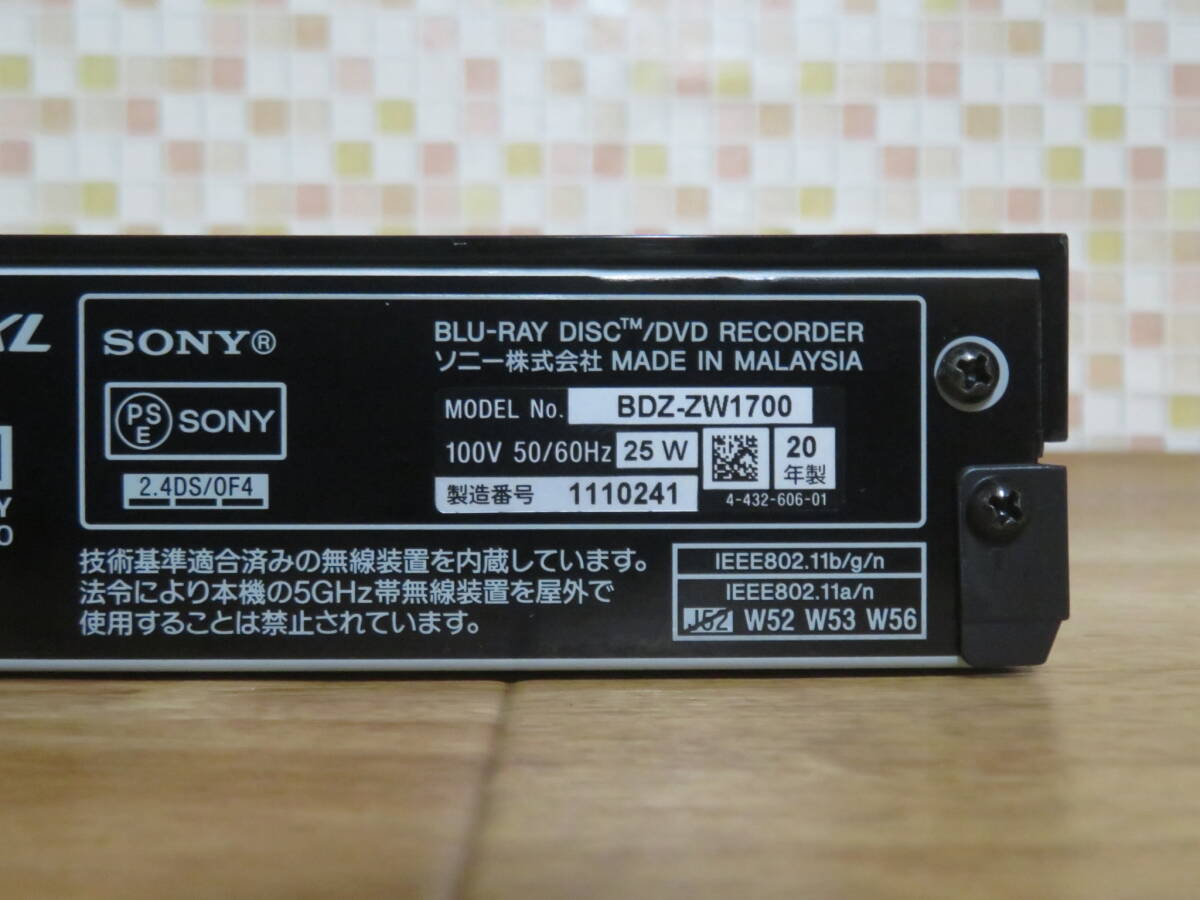 SONY®
BLU-RAY DISC™/DVD RECORDER
ソニー株式会社 MADE IN MALAYSIA
PSE SONY
MODEL No. BDZ-ZW1700
100V 50/60Hz 25 W
20
年製
2.4DS/OF4
製造番号 1110241
4-432-606-01
技術基準適合済みの無線装置を内蔵しています。
法令により本機の5GHz帯無線装置を屋外で
使用することは禁止されています。
IEEE802.11b/g/n
IEEE802.11a/n
J52 W52 W53 W56